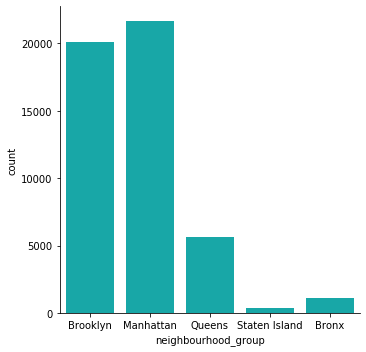 20000
15000
10000
5000
0
count
Brooklyn Manhattan Queens Staten Island Bronx
neighbourhood_group